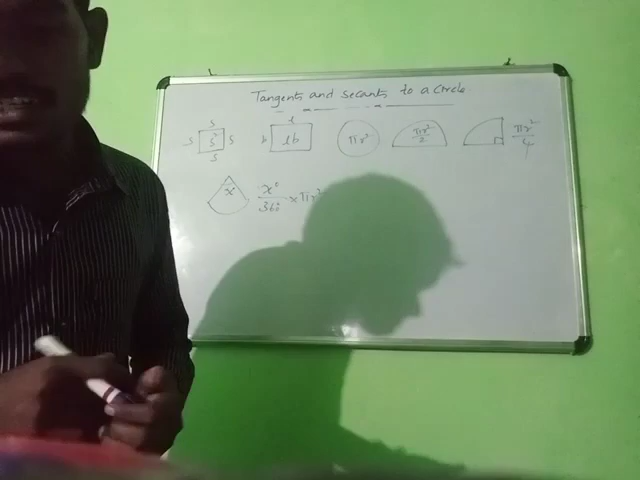 Tangents and secants to a circle
s l
s s² s b lb πr² πr²/2 πr²/4
s
x x°/360° × πr²